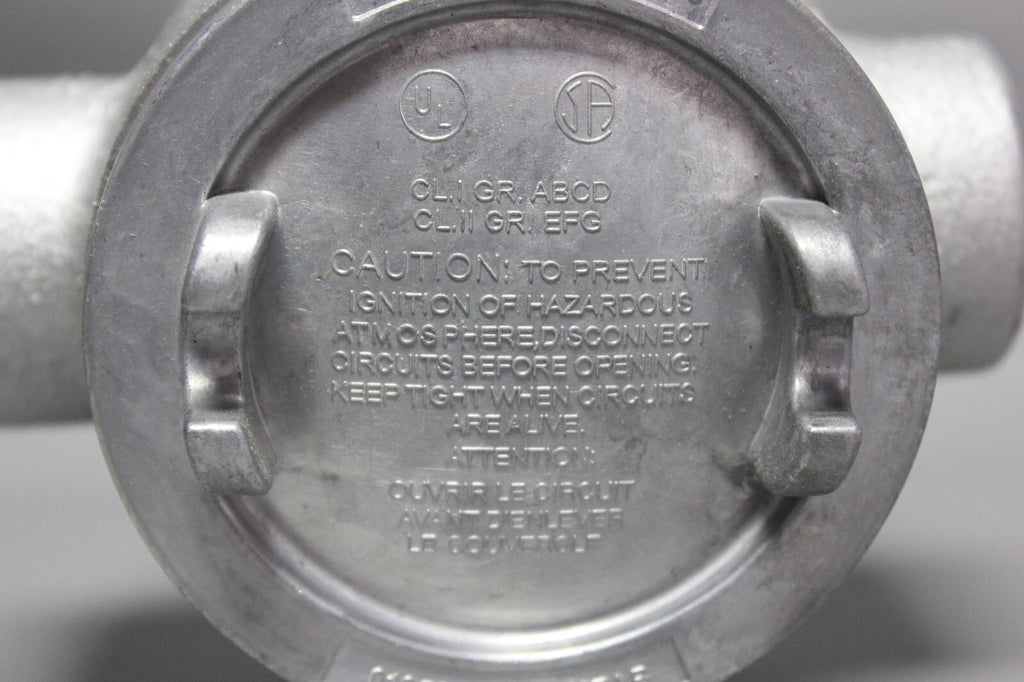 UL SA
CL.I GR. ABCD
CL.II GR. EFG
CAUTION: TO PREVENT
IGNITION OF HAZARDOUS
ATMOSPHERE, DISCONNECT
CIRCUITS BEFORE OPENING.
KEEP TIGHT WHEN CIRCUITS
ARE ALIVE.
ATTENTION:
OUVRIR LE CIRCUIT
AVANT D'ENLEVER
LE COUVERCLE